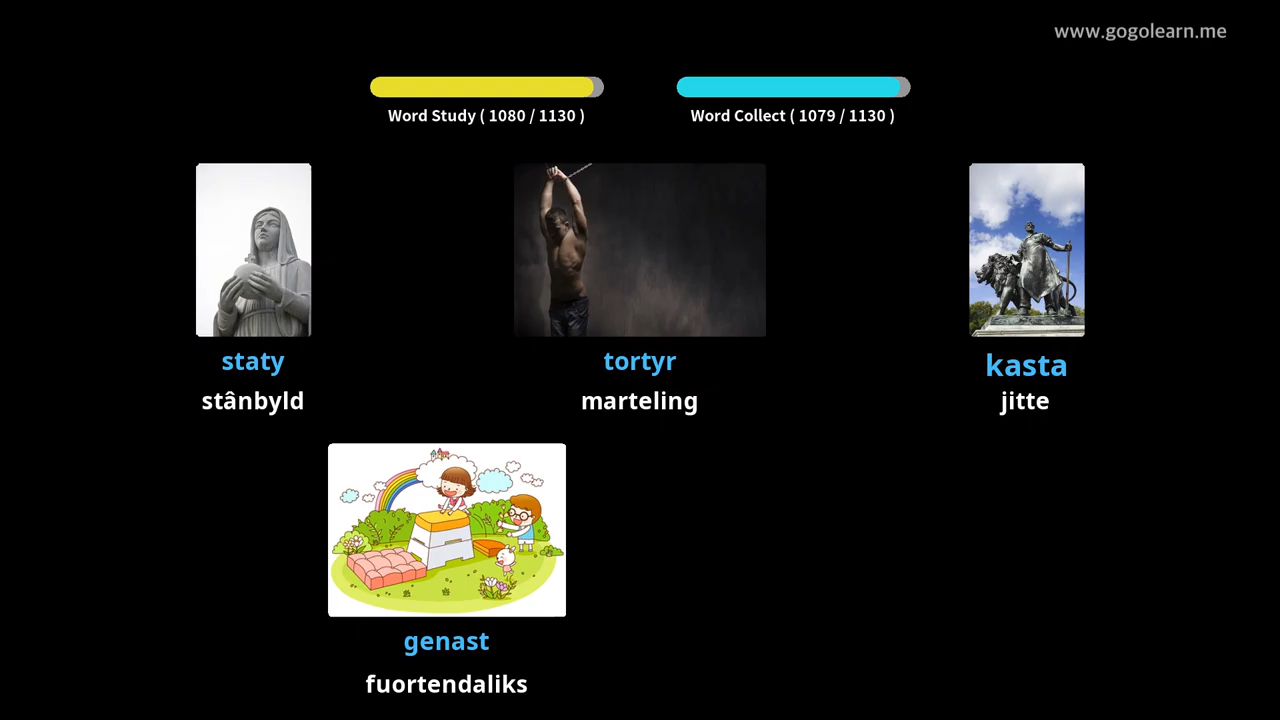 www.gogolearn.me
Word Study ( 1080 / 1130 )
Word Collect ( 1079 / 1130 )
staty
stânbyld
tortyr
marteling
kasta
jitte
genast
fuortendaliks